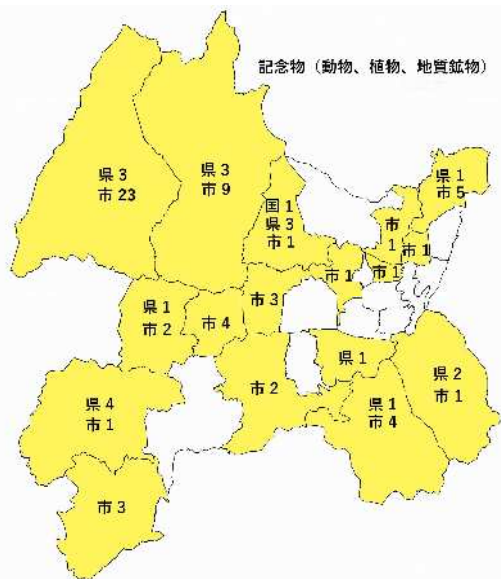 記念物（動物、植物、地質鉱物）
県 3
市 23
県 3
市 9
国 1
県 3
市 1
県 1
市 5
市
1
市 1
市 1
市 1
県 1
市 2
市 4
市 3
県 4
市 1
市 2
県 1
県 1
市 4
県 2
市 1
市 3